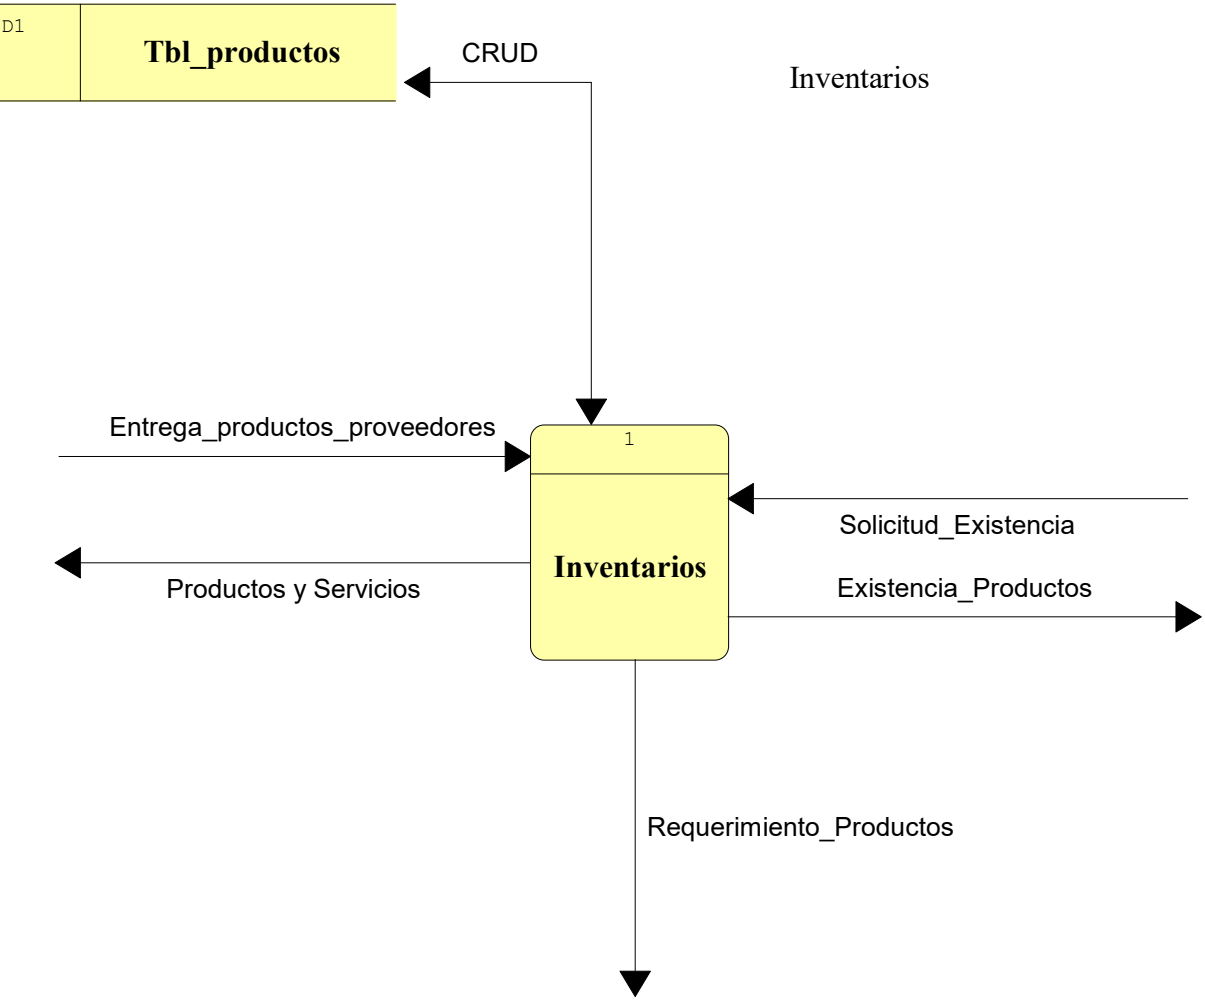 D1
Tbl_productos
CRUD
Inventarios
Entrega_productos_proveedores
1
Solicitud_Existencia
Inventarios
Productos y Servicios
Existencia_Productos
Requerimiento_Productos